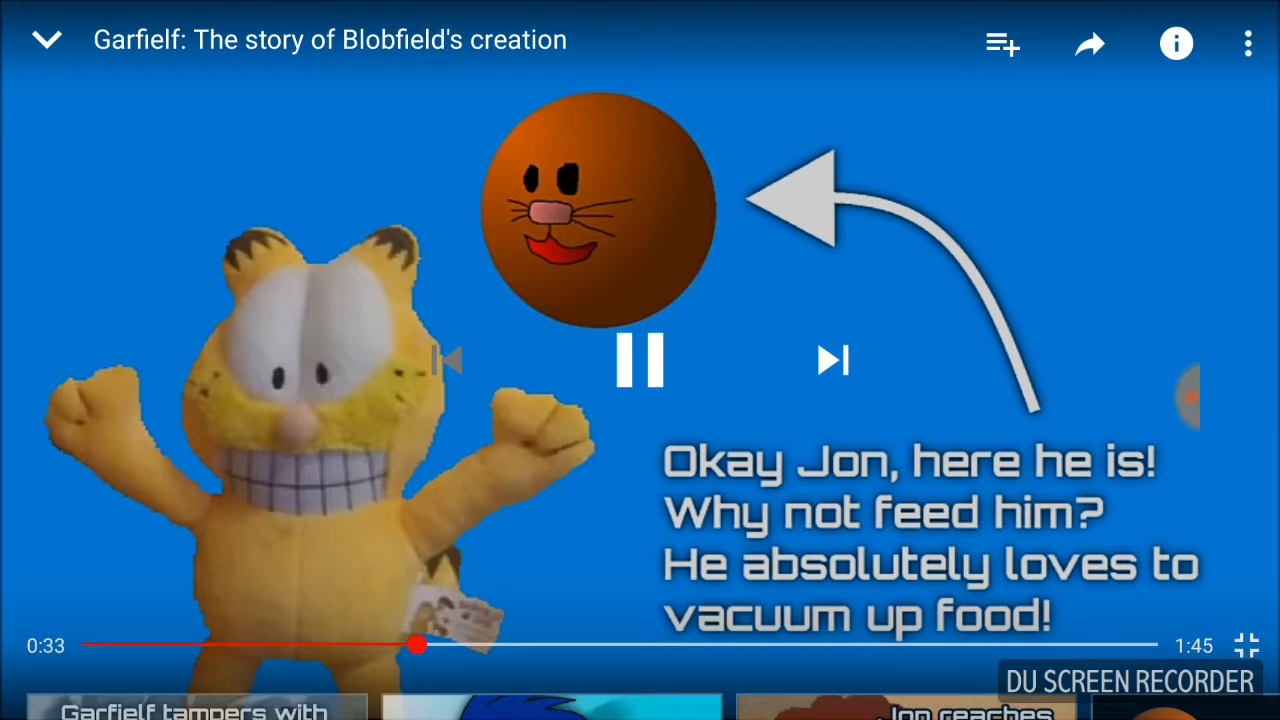 Garfielf: The story of Blobfield's creation
Okay Jon, here he is!
Why not feed him?
He absolutely loves to
vacuum up food!
0:33
1:45
DU SCREEN RECORDER
Garfielf tampers with
Jon reaches